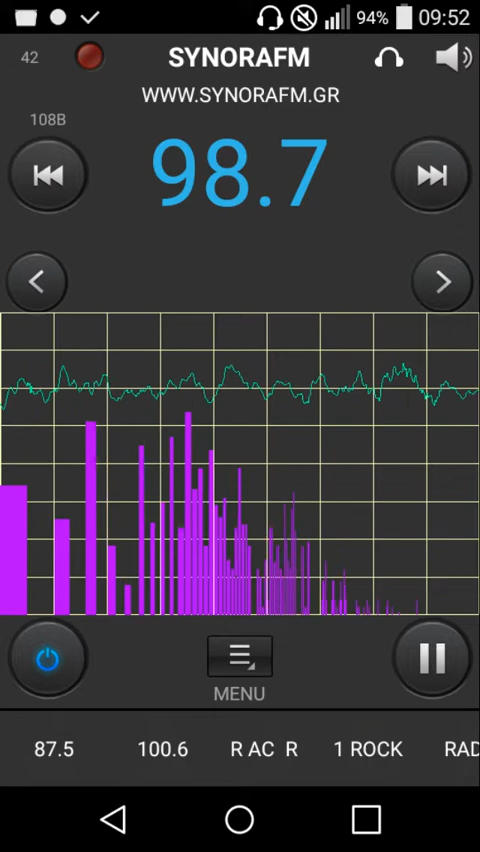 94% 09:52
42 SYNORAFM
WWW.SYNORAFM.GR
108B
98.7
MENU
87.5 100.6 R AC R 1 ROCK RAD